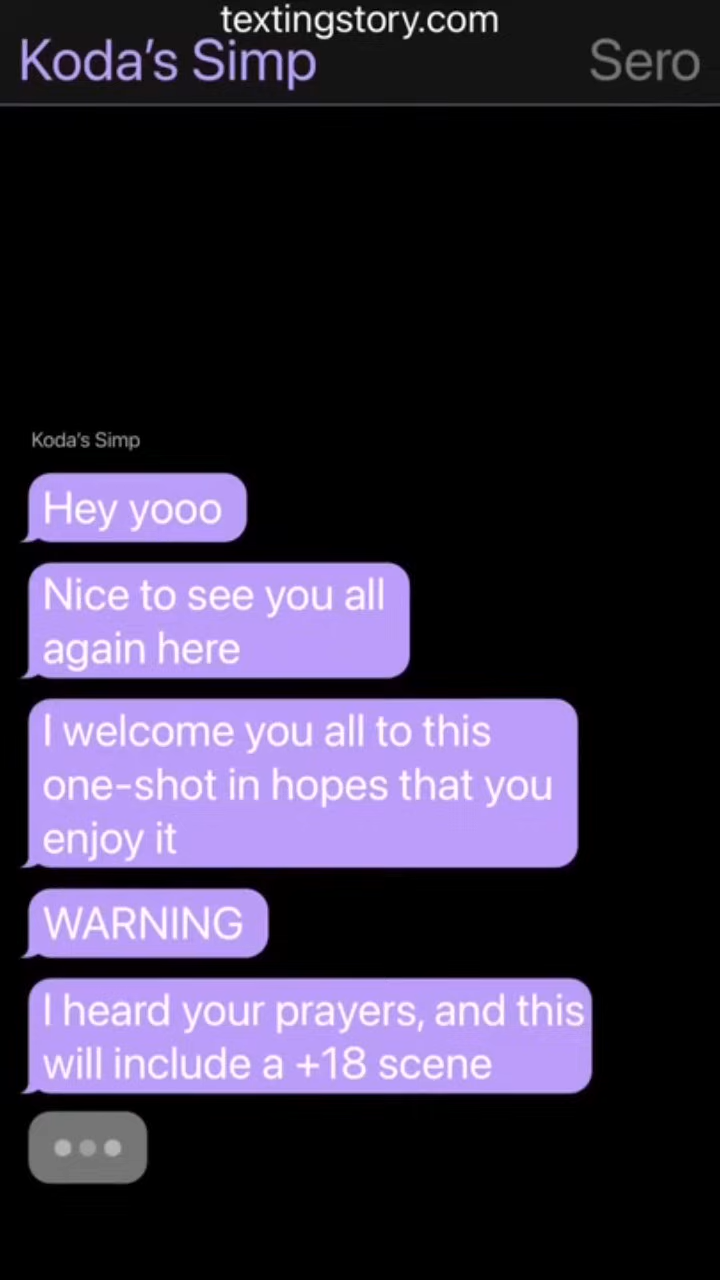 textingstory.com
Koda’s Simp
Sero
Koda's Simp
Hey yooo
Nice to see you all
again here
I welcome you all to this
one-shot in hopes that you
enjoy it
WARNING
I heard your prayers, and this
will include a +18 scene